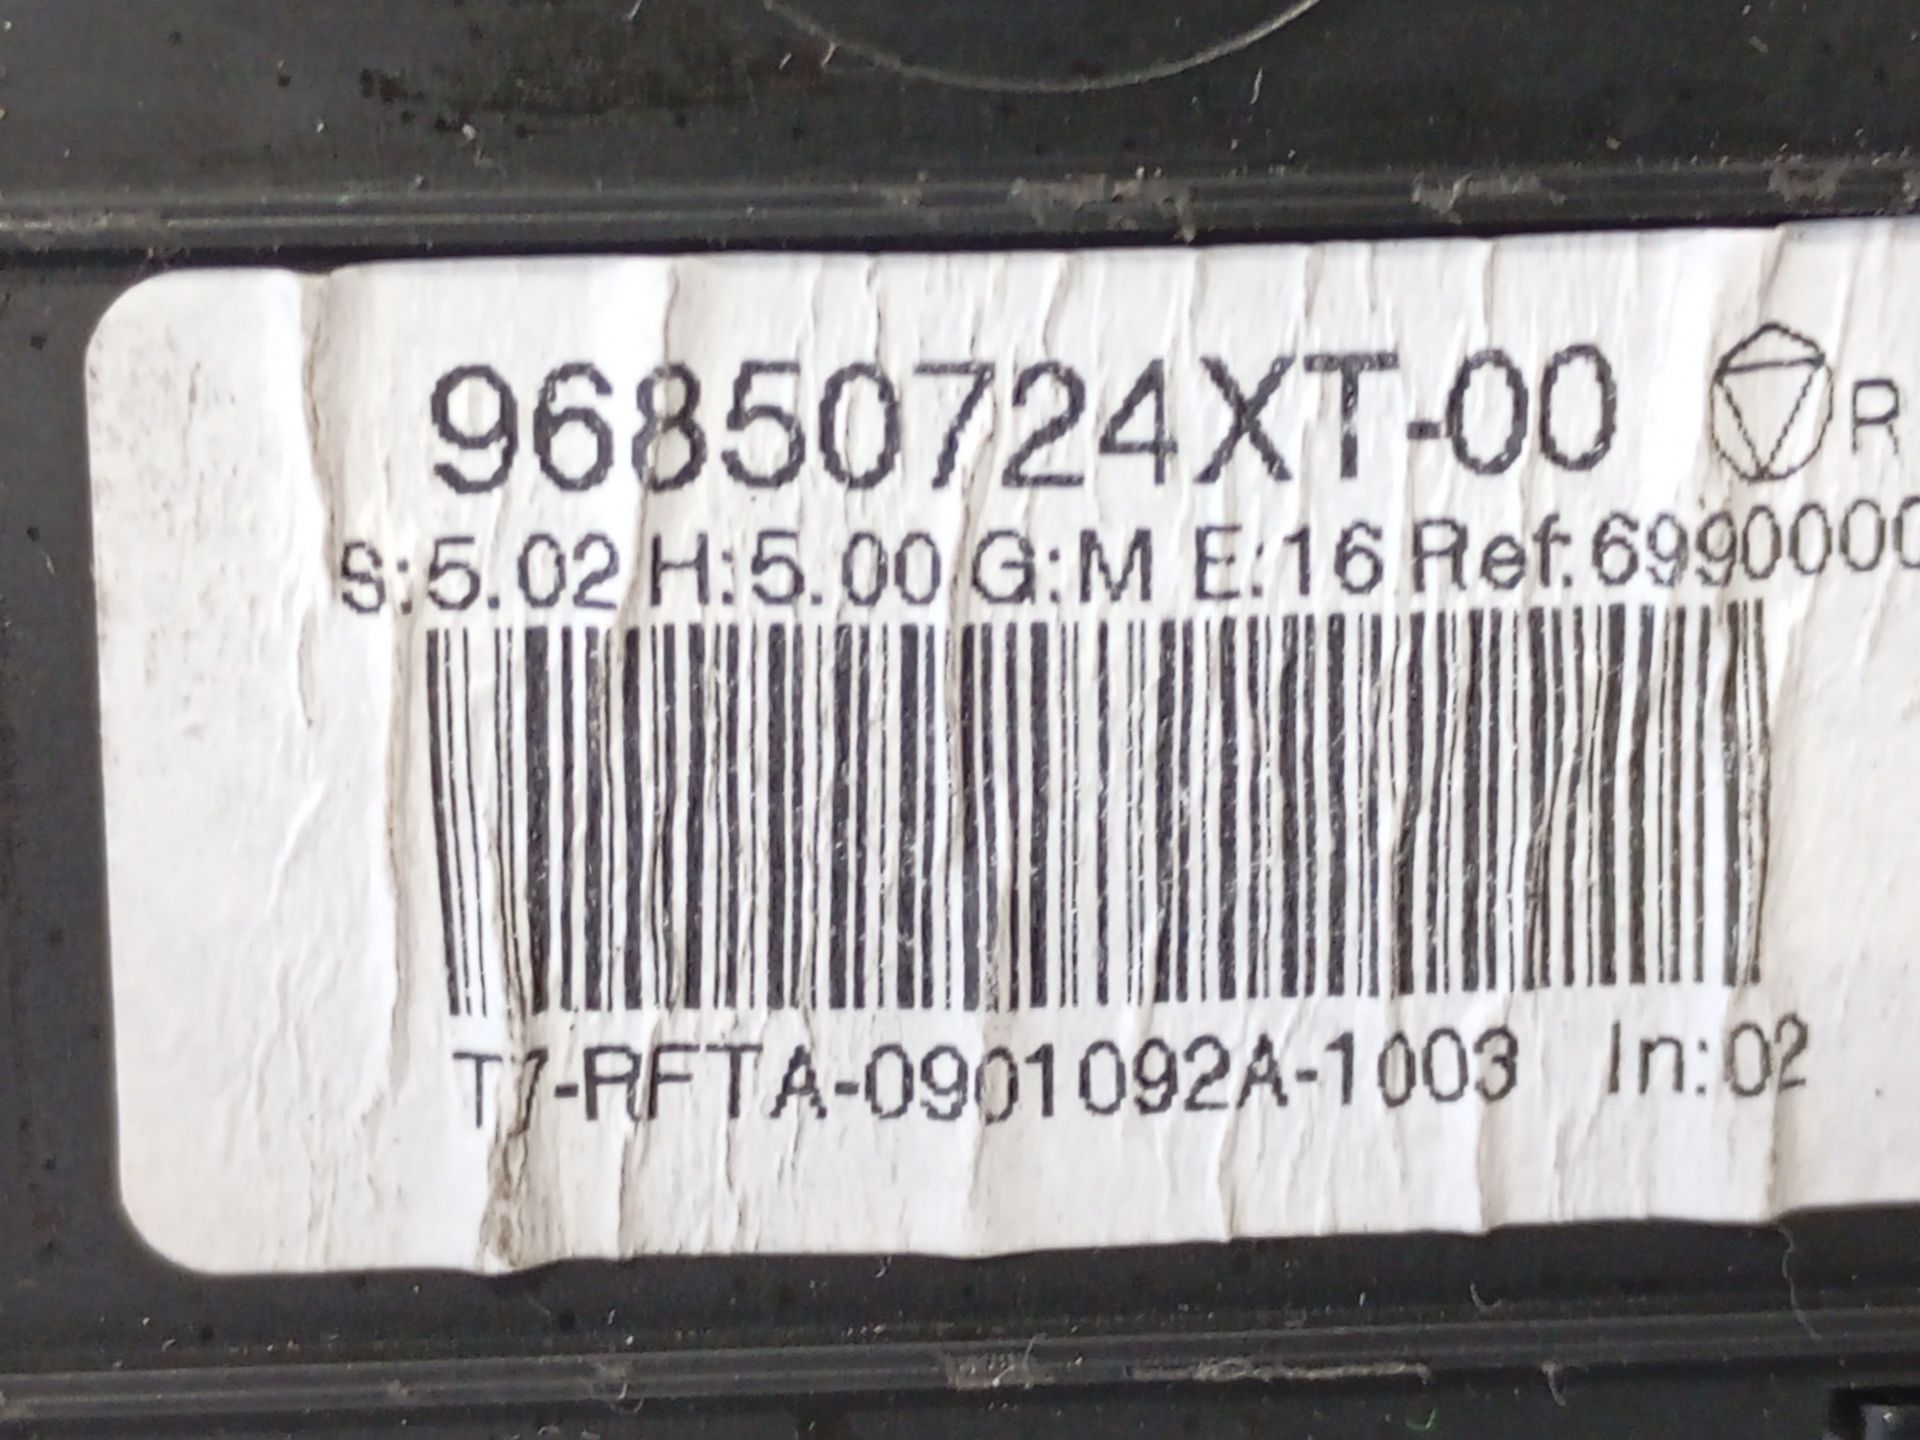 96850724XT-00 R
S:5.02 H:5.00 G:M E:16 Ref:6990000
T7-RFTA-0901092A-1003 In:02